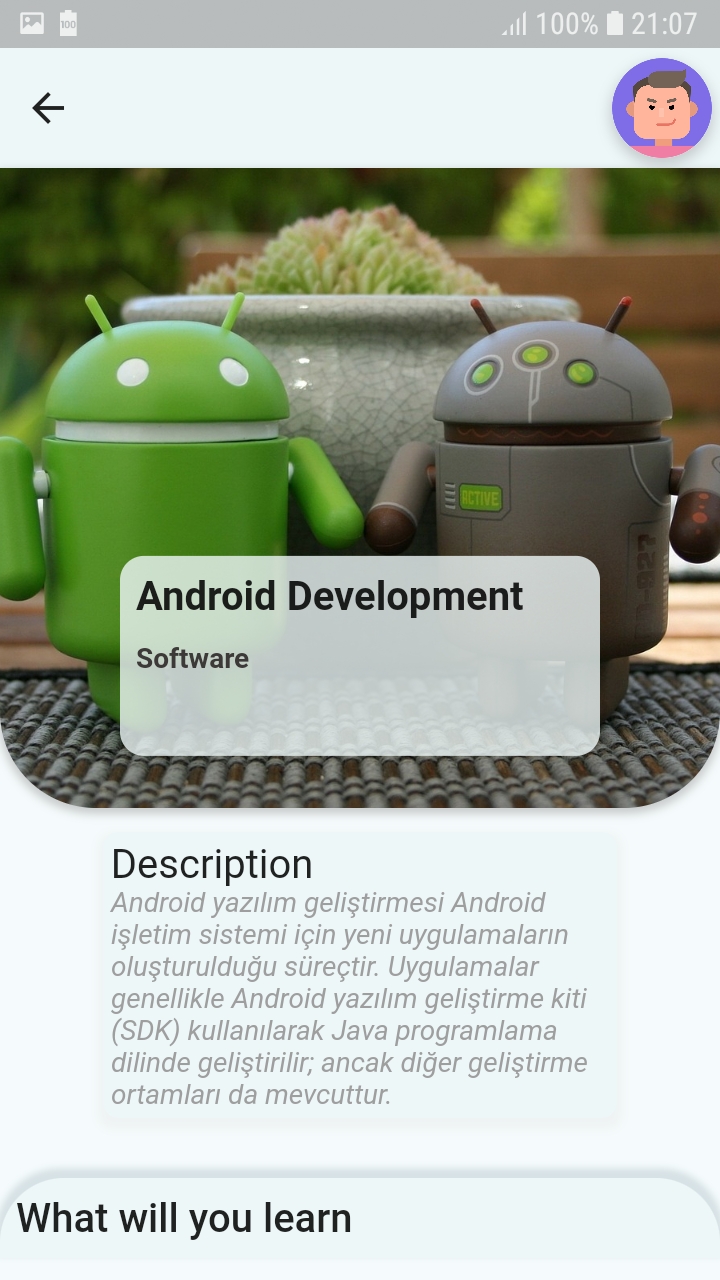 100
100% 21:07
ACTIVE
Android Development
Software
Description
Android yazılım geliştirmesi Android
işletim sistemi için yeni uygulamaların
oluşturulduğu süreçtir. Uygulamalar
genellikle Android yazılım geliştirme kiti
(SDK) kullanılarak Java programlama
dilinde geliştirilir; ancak diğer geliştirme
ortamları da mevcuttur.
What will you learn